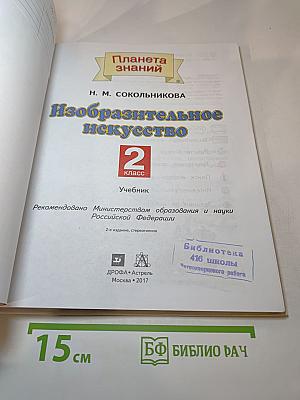 Планета
знаний
Н. М. СОКОЛЬНИКОВА
Изобразительное
искусство
2
КЛАСС
Учебник
Рекомендовано Министерством образования и науки
Российской Федерации
2-е издание, стереотипное
ДРОФА • Астрель
Москва • 2017
Библиотека
416 школы
15 см
БФ БИБЛИО РАЧ